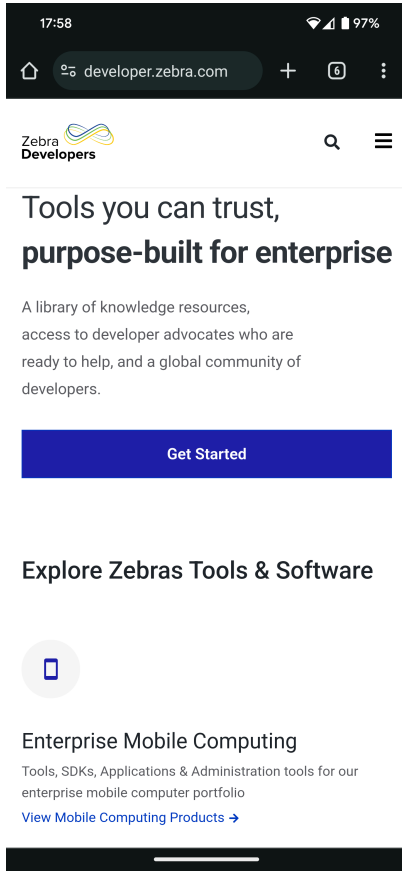 17:58
97%
developer.zebra.com
6
Zebra
Developers
Tools you can trust,
purpose-built for enterprise
A library of knowledge resources,
access to developer advocates who are
ready to help, and a global community of
developers.
Get Started
Explore Zebras Tools & Software
Enterprise Mobile Computing
Tools, SDKs, Applications & Administration tools for our
enterprise mobile computer portfolio
View Mobile Computing Products →